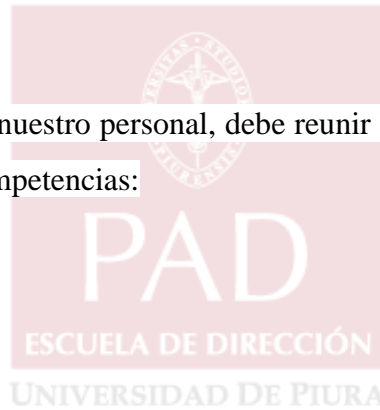 nuestro personal, debe reunir
mpetencias:
PAD
ESCUELA DE DIRECCIÓN
UNIVERSIDAD DE PIURA